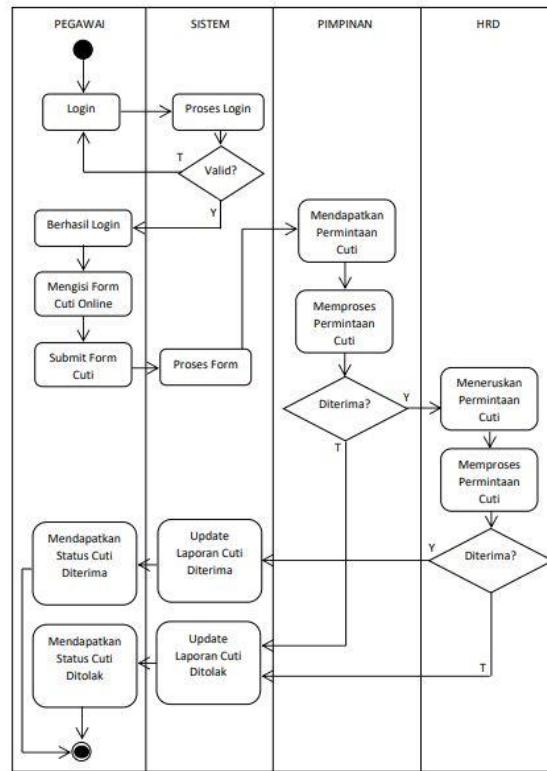 PEGAWAI
SISTEM
PIMPINAN
HRD
Login
Proses Login
T
Valid?
Y
Berhasil Login
Mendapatkan
Permintaan
Cuti
Mengisi Form
Cuti Online
Memproses
Permintaan
Cuti
Submit Form
Cuti
Proses Form
Diterima?
Y
Meneruskan
Permintaan
Cuti
T
Memproses
Permintaan
Cuti
Mendapatkan
Status Cuti
Diterima
Update
Laporan Cuti
Diterima
Y
Diterima?
Mendapatkan
Status Cuti
Ditolak
Update
Laporan Cuti
Ditolak
T